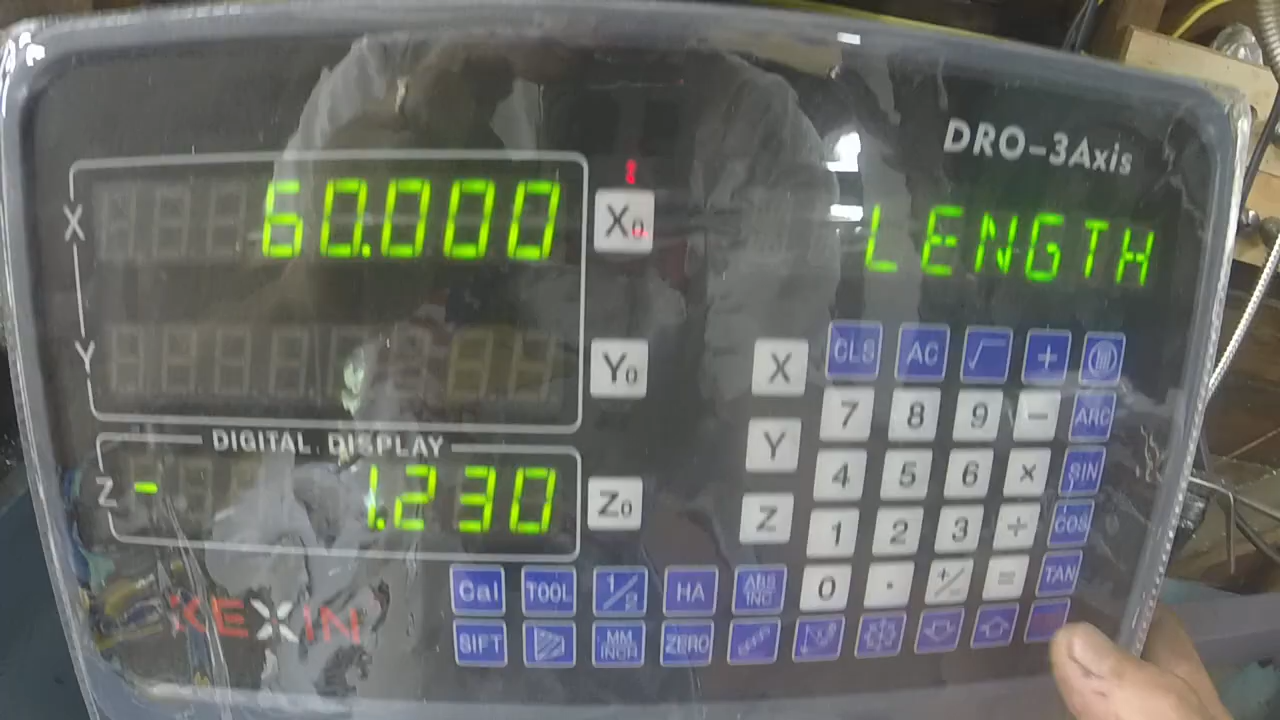 DRO-3Axis
X 60.000 X0 LENGTH
Y Y0
DIGITAL DISPLAY
Z - 1.230 Z0
X CLS AC √ +
7 8 9 - ARC
Y 4 5 6 × SIN
Z 1 2 3 ÷ COS
0 . +/- = TAN
Cal TOOL 1/2 HA ABS INC
SIFT MM INCH ZERO
KEXIN